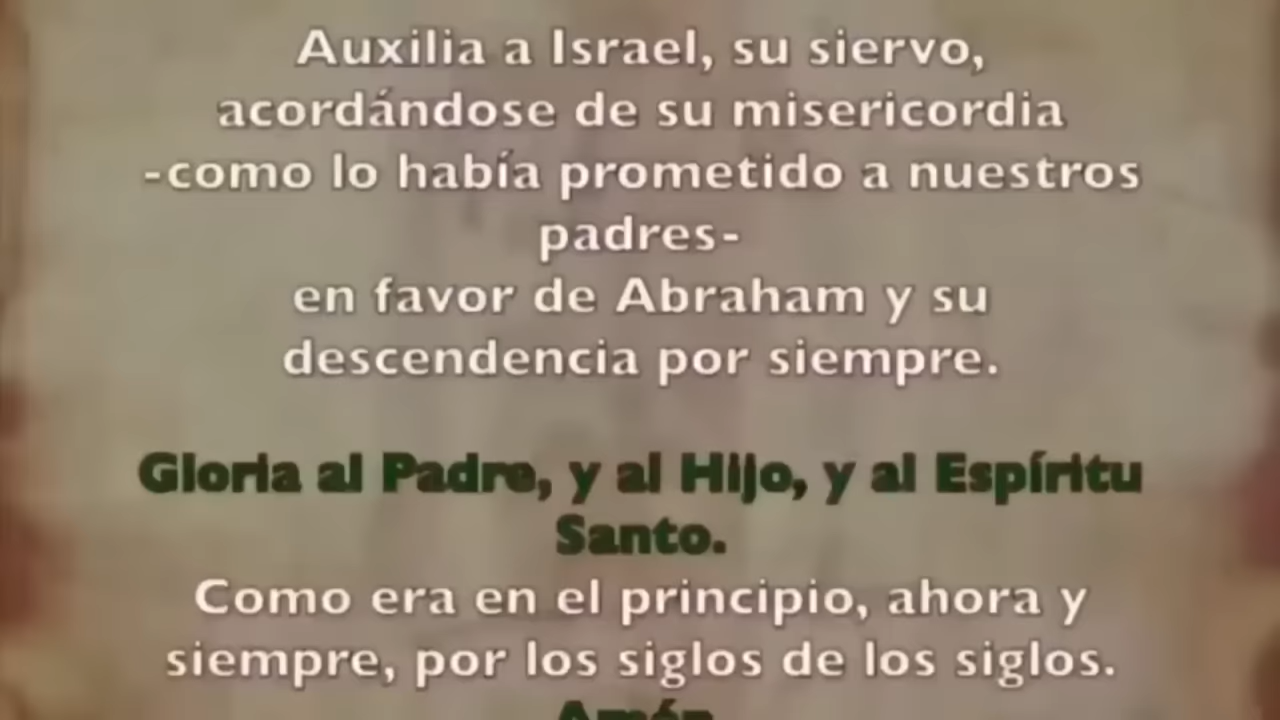 Auxilia a Israel, su siervo,
acordándose de su misericordia
-como lo había prometido a nuestros
padres-
en favor de Abraham y su
descendencia por siempre.
Gloria al Padre, y al Hijo, y al Espíritu
Santo.
Como era en el principio, ahora y
siempre, por los siglos de los siglos.
Amén.